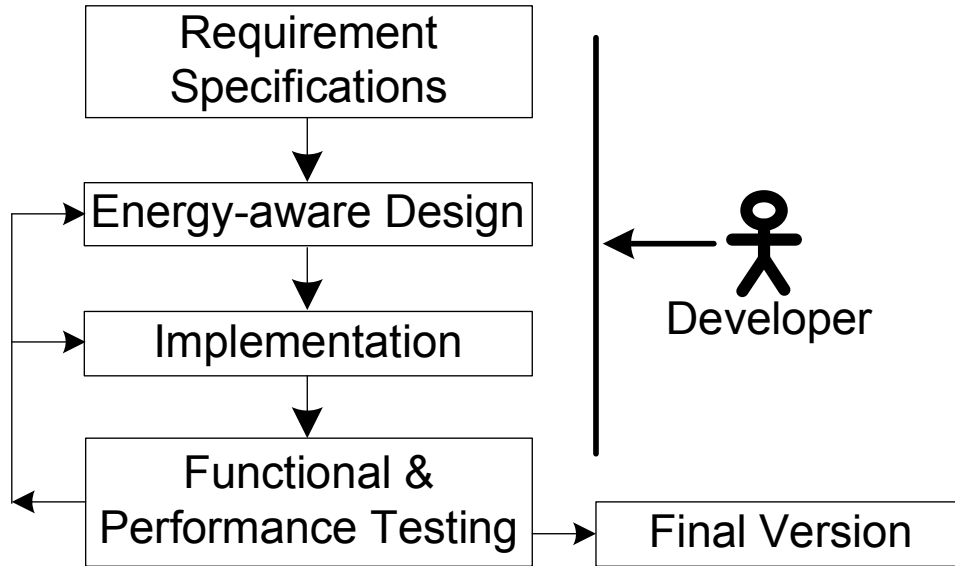 Requirement
Specifications
Energy-aware Design
Implementation
Developer
Functional &
Performance Testing
Final Version